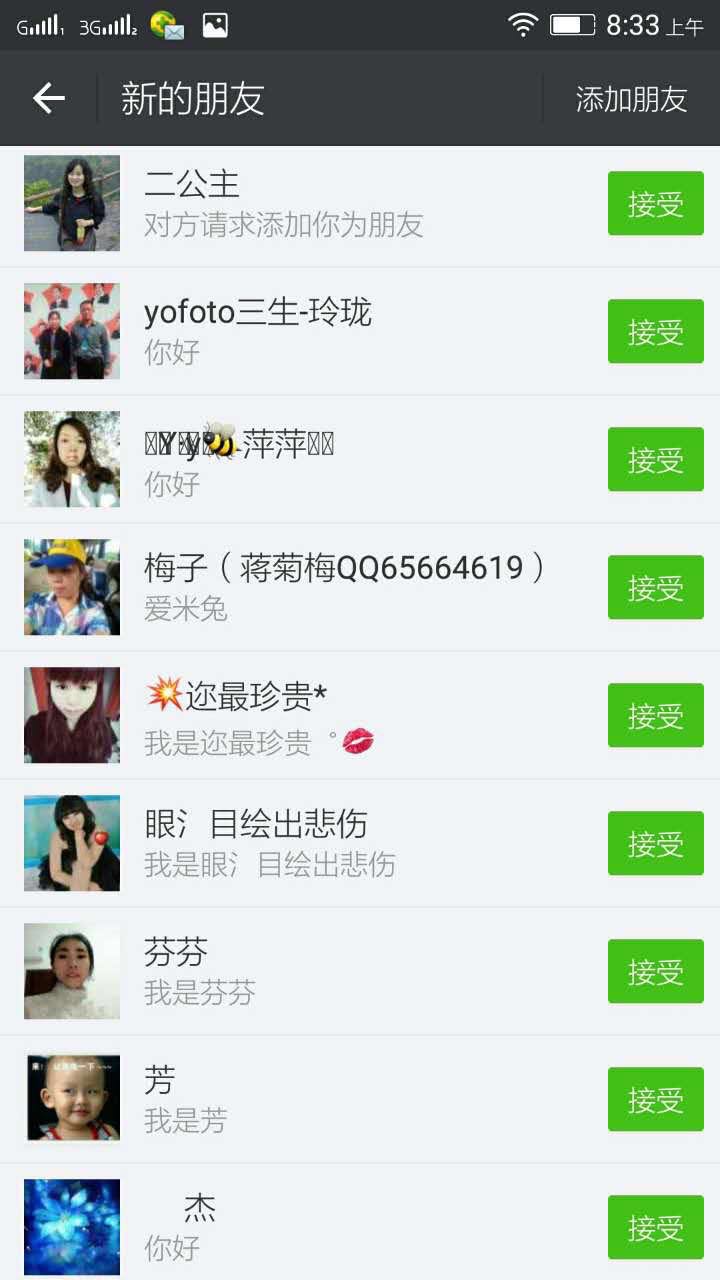 G 1 3G 2 8:33 上午
新的朋友 添加朋友
二公主
对方请求添加你为朋友
接受
yofoto三生-玲珑
你好
接受
Y y🐝.萍萍
你好
接受
梅子（蒋菊梅QQ65664619）
爱米兔
接受
💥迩最珍贵*
我是迩最珍贵゜💋
接受
眼氵目绘出悲伤
我是眼氵目绘出悲伤
接受
芬芬
我是芬芬
接受
芳
我是芳
接受
杰
你好
接受